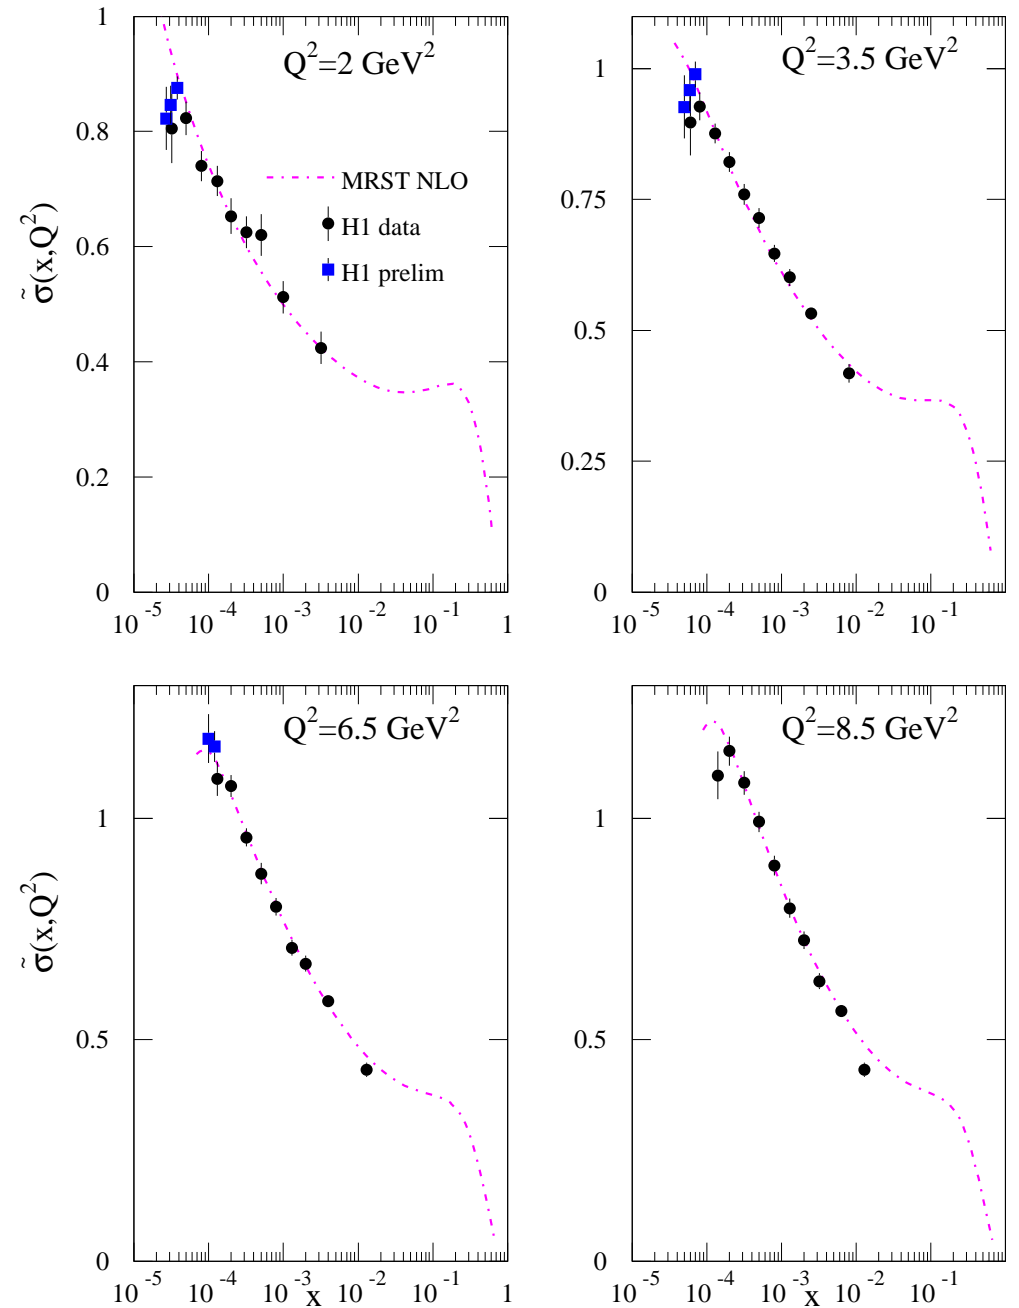 1
0.8
0.6
0.4
0.2
0
10^-5 10^-4 10^-3 10^-2 10^-1 1
σ̃(x,Q²)
Q²=2 GeV²
MRST NLO
H1 data
H1 prelim
1
0.75
0.5
0.25
0
10^-5 10^-4 10^-3 10^-2 10^-1
Q²=3.5 GeV²
1
0.5
0
10^-5 10^-4 10^-3 10^-2 10^-1 1
x
σ̃(x,Q²)
Q²=6.5 GeV²
1
0.5
0
10^-5 10^-4 10^-3 10^-2 10^-1 1
x
Q²=8.5 GeV²